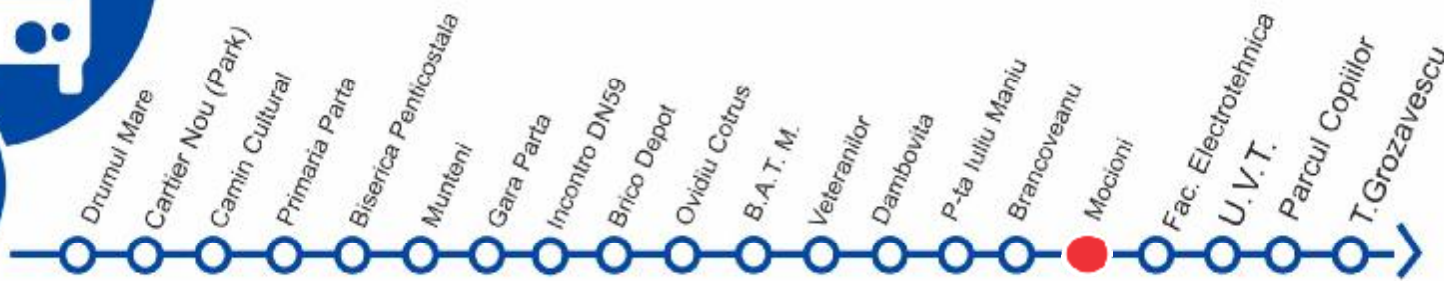 Drumul Mare
Cartier Nou (Park)
Camin Cultural
Primaria Parta
Biserica Penticostala
Munteni
Gara Parta
Incontro DN59
Brico Depot
Ovidiu Cotrus
B.A.T. M.
Veteranilor
Dambovita
P-ta Iuliu Maniu
Brancoveanu
Mocioni
Fac. Electrotehnica
U.V.T.
Parcul Copiilor
T.Grozavescu